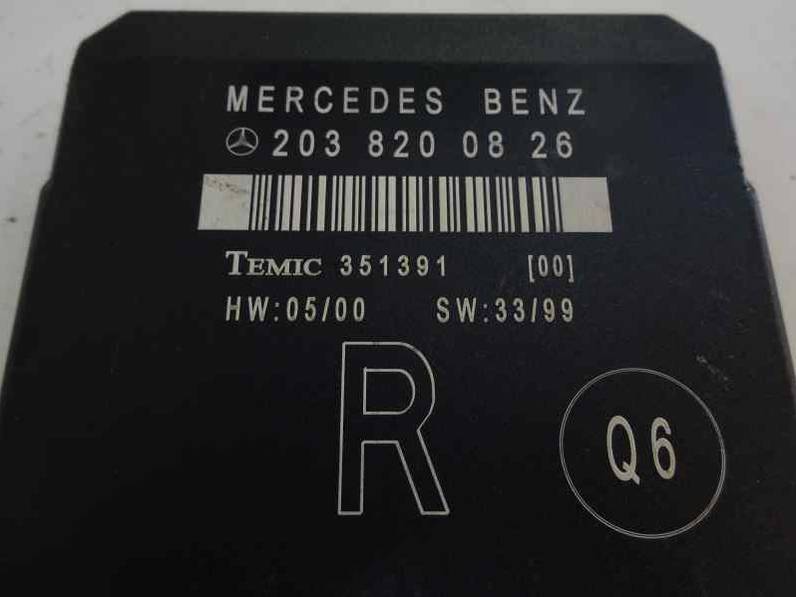 MERCEDES BENZ
203 820 08 26
TEMIC 351391 [00]
HW:05/00 SW:33/99
R
Q6